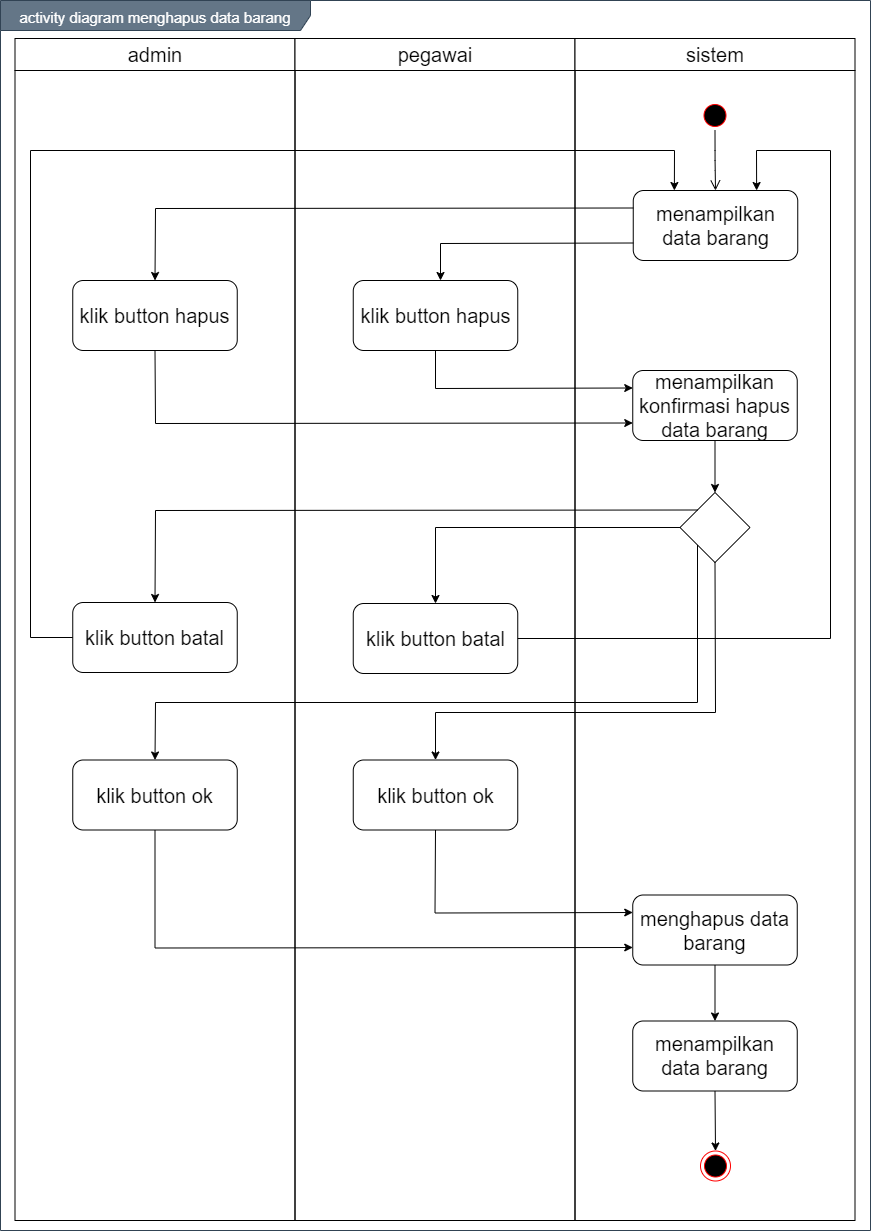 activity diagram menghapus data barang
admin
pegawai
sistem
menampilkan
data barang
klik button hapus
klik button hapus
menampilkan
konfirmasi hapus
data barang
klik button batal
klik button batal
klik button ok
klik button ok
menghapus data
barang
menampilkan
data barang